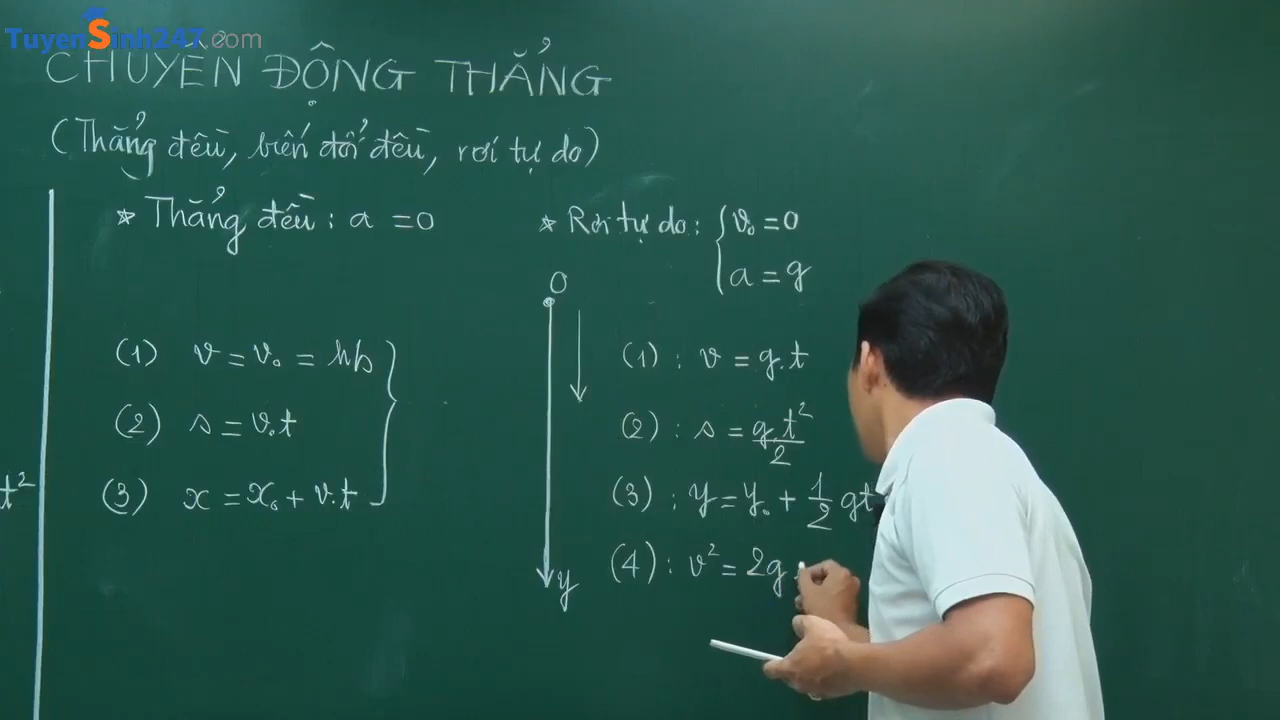 TuyenSinh247.com
CHUYỂN ĐỘNG THẲNG
(Thẳng đều, biến đổi đều, rơi tự do)
* Thẳng đều: a = 0
(1) v = v₀ = hs
(2) s = v.t
(3) x = x₀ + v.t
t²
* Rơi tự do: { v₀ = 0
a = g
O
y
(1): v = g.t
(2): s = g.t²/2
(3): y = y₀ + 1/2 gt
(4): v² = 2g